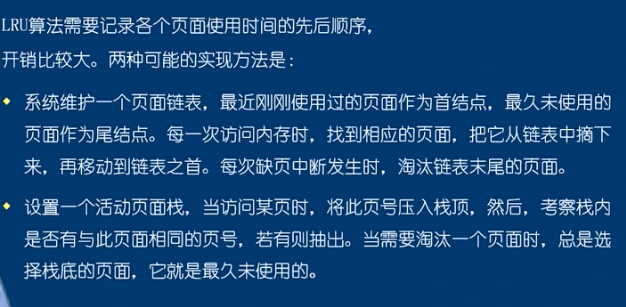 LRU算法需要记录各个页面使用时间的先后顺序，
开销比较大。两种可能的实现方法是：
系统维护一个页面链表，最近刚刚使用过的页面作为首结点，最久未使用的
页面作为尾结点。每一次访问内存时，找到相应的页面，把它从链表中摘下
来，再移动到链表之首。每次缺页中断发生时，淘汰链表末尾的页面。
设置一个活动页面栈，当访问某页时，将此页号压入栈顶，然后，考察栈内
是否有与此页面相同的页号，若有则抽出。当需要淘汰一个页面时，总是选
择栈底的页面，它就是最久未使用的。